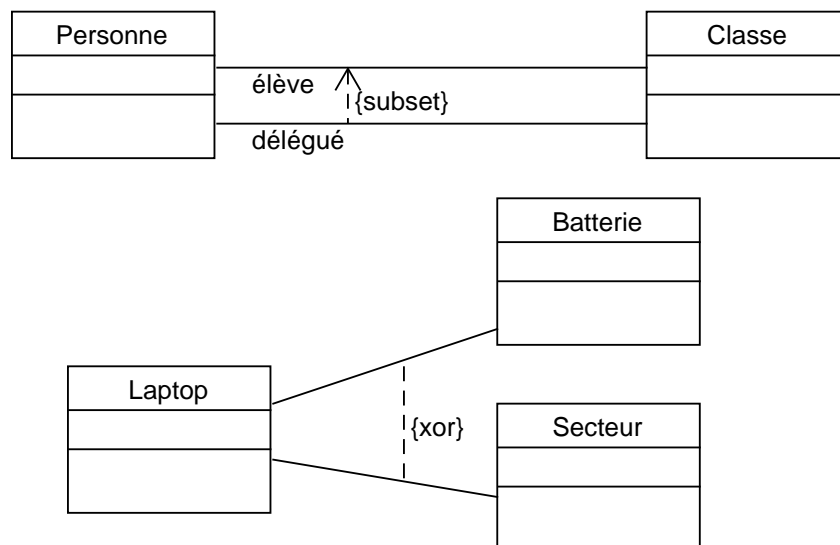 Personne
Classe
élève
{subset}
délégué
Batterie
Laptop
{xor}
Secteur